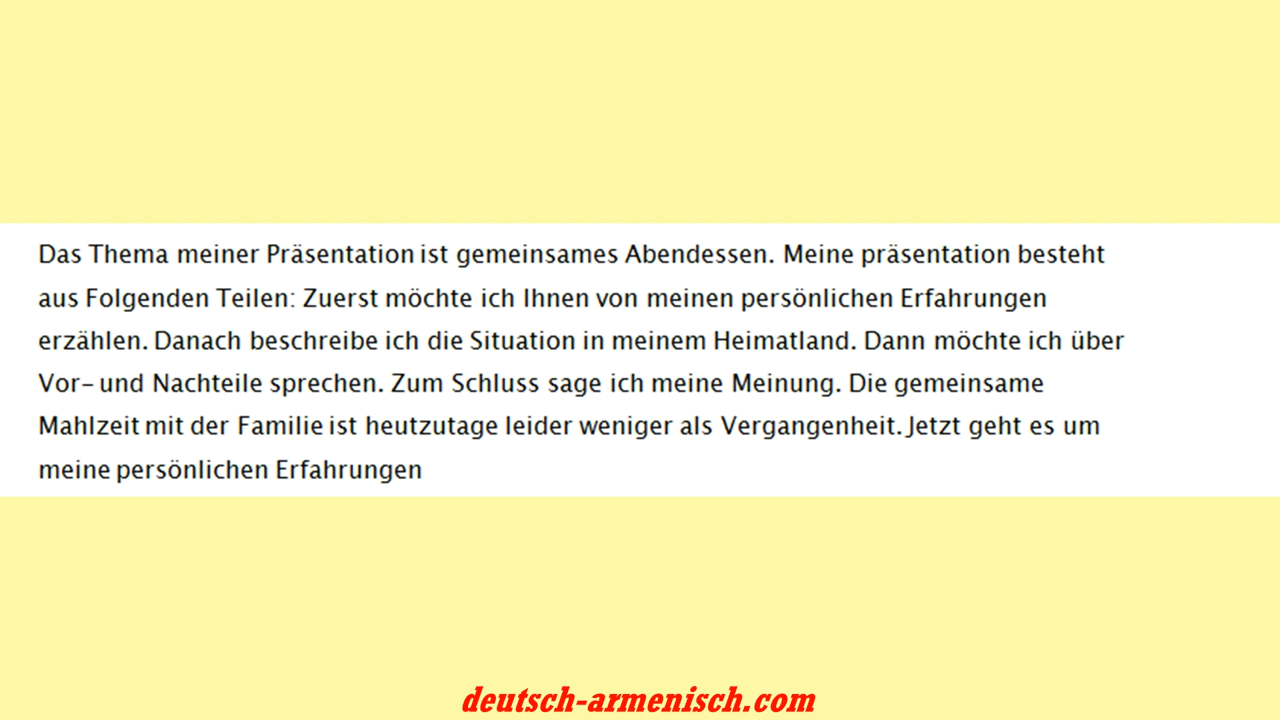 Das Thema meiner Präsentation ist gemeinsames Abendessen. Meine präsentation besteht
aus Folgenden Teilen: Zuerst möchte ich Ihnen von meinen persönlichen Erfahrungen
erzählen. Danach beschreibe ich die Situation in meinem Heimatland. Dann möchte ich über
Vor– und Nachteile sprechen. Zum Schluss sage ich meine Meinung. Die gemeinsame
Mahlzeit mit der Familie ist heutzutage leider weniger als Vergangenheit. Jetzt geht es um
meine persönlichen Erfahrungen
deutsch-armenisch.com